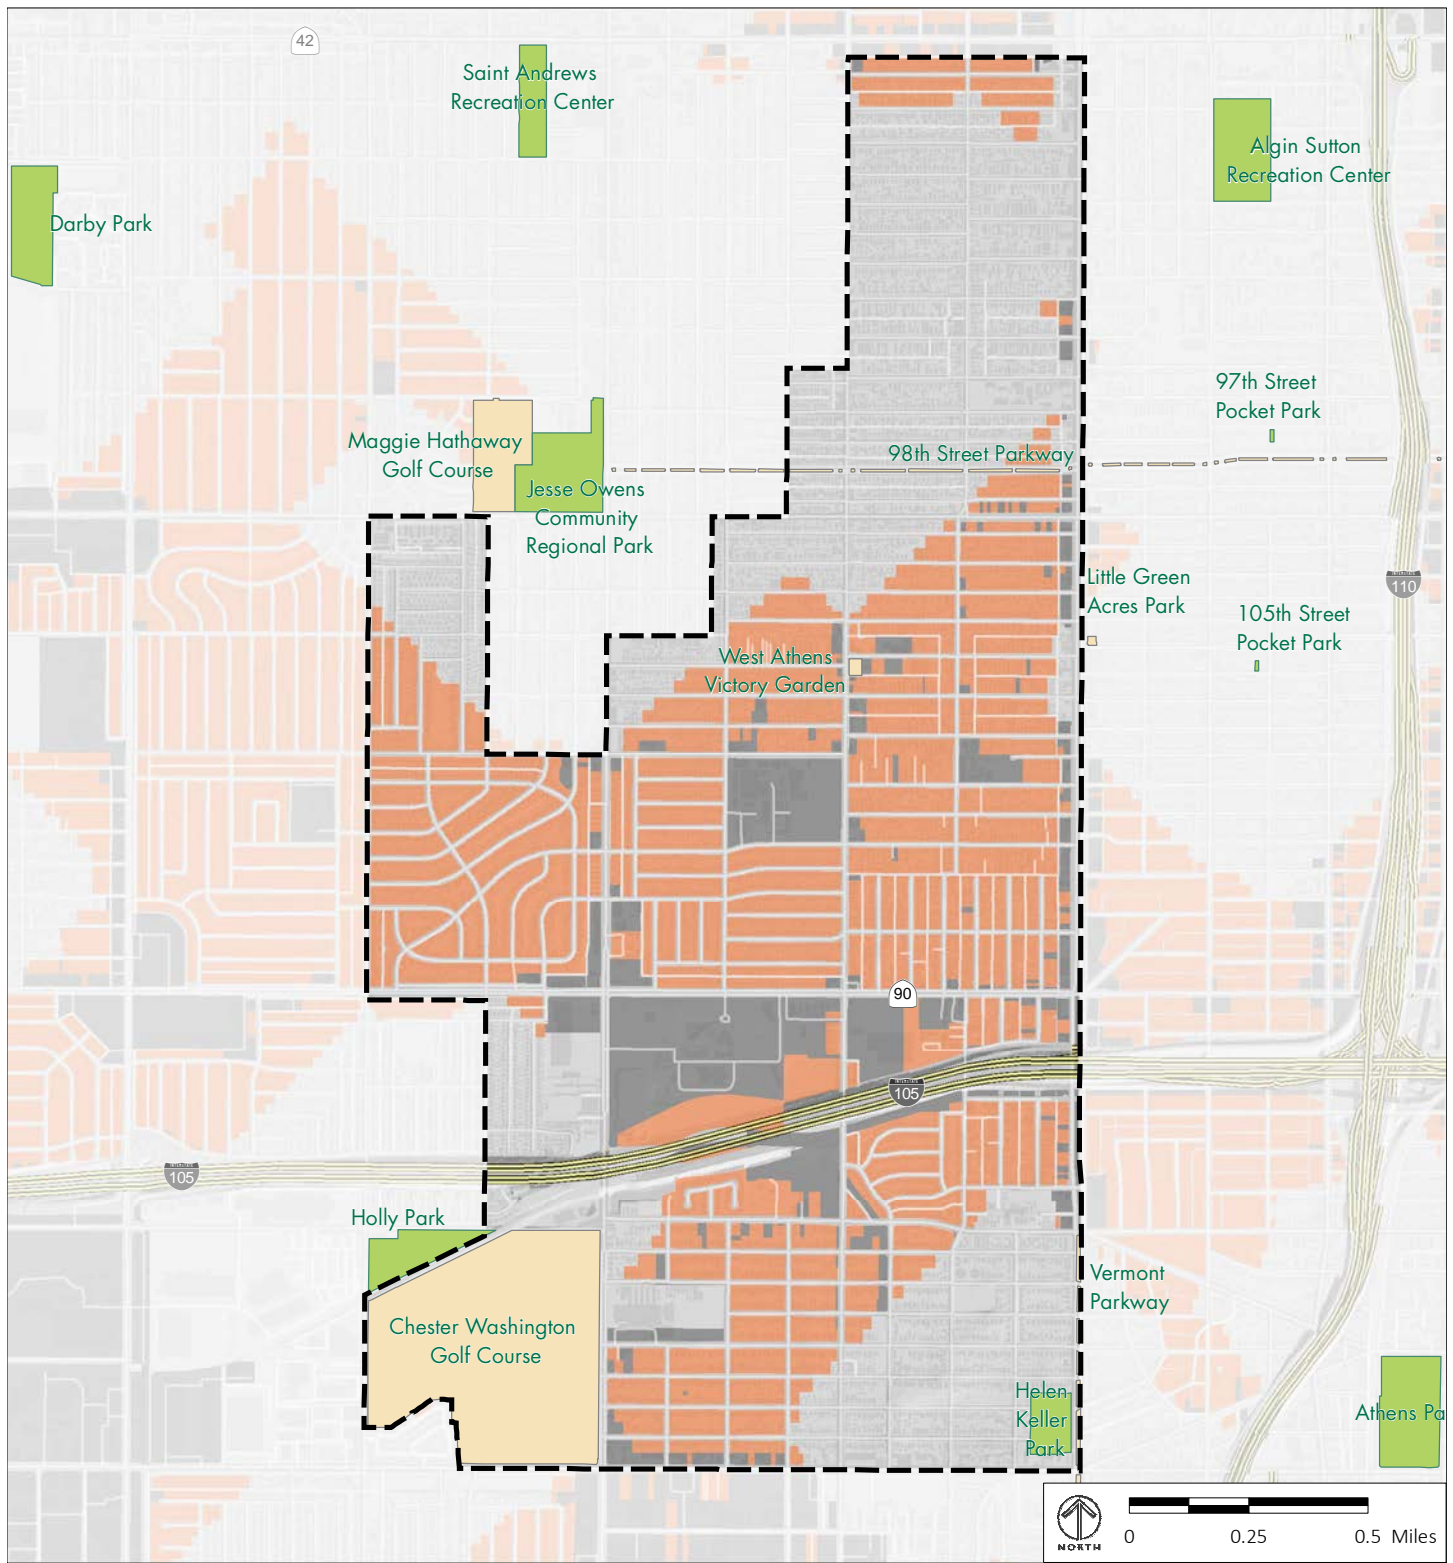 42
Saint Andrews
Recreation Center
Algin Sutton
Recreation Center
Darby Park
97th Street
Pocket Park
Maggie Hathaway
Golf Course
98th Street Parkway
Jesse Owens
Community
Regional Park
Little Green
Acres Park
110
105th Street
Pocket Park
West Athens
Victory Garden
90
105
105
Holly Park
Vermont
Parkway
Chester Washington
Golf Course
Helen
Keller
Park
Athens Pa
NORTH
0 0.25 0.5 Miles